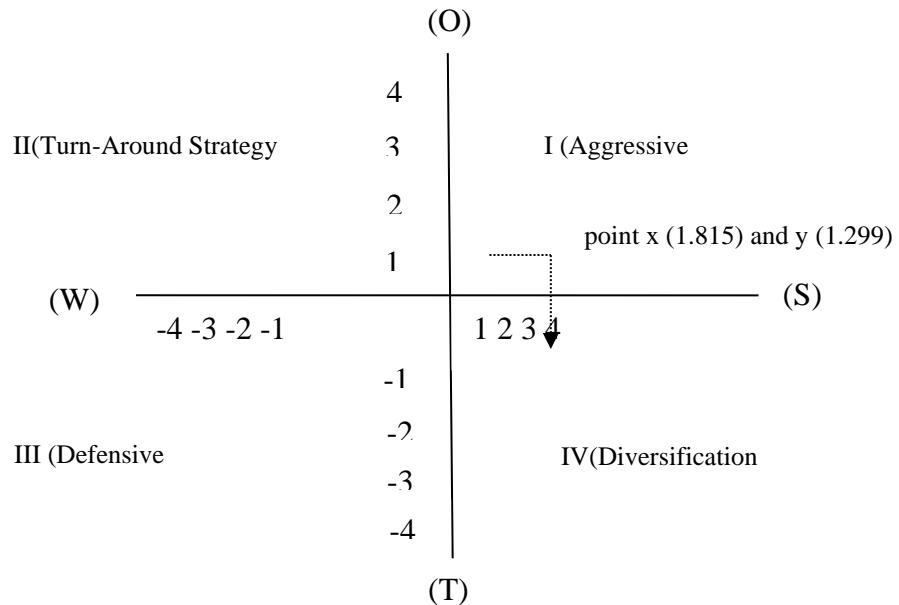 (O)
4
II(Turn-Around Strategy
3
I (Aggressive
2
point x (1.815) and y (1.299)
1
(W)
(S)
-4 -3 -2 -1
1 2 3 4
-1
-2
III (Defensive
IV(Diversification
-3
-4
(T)